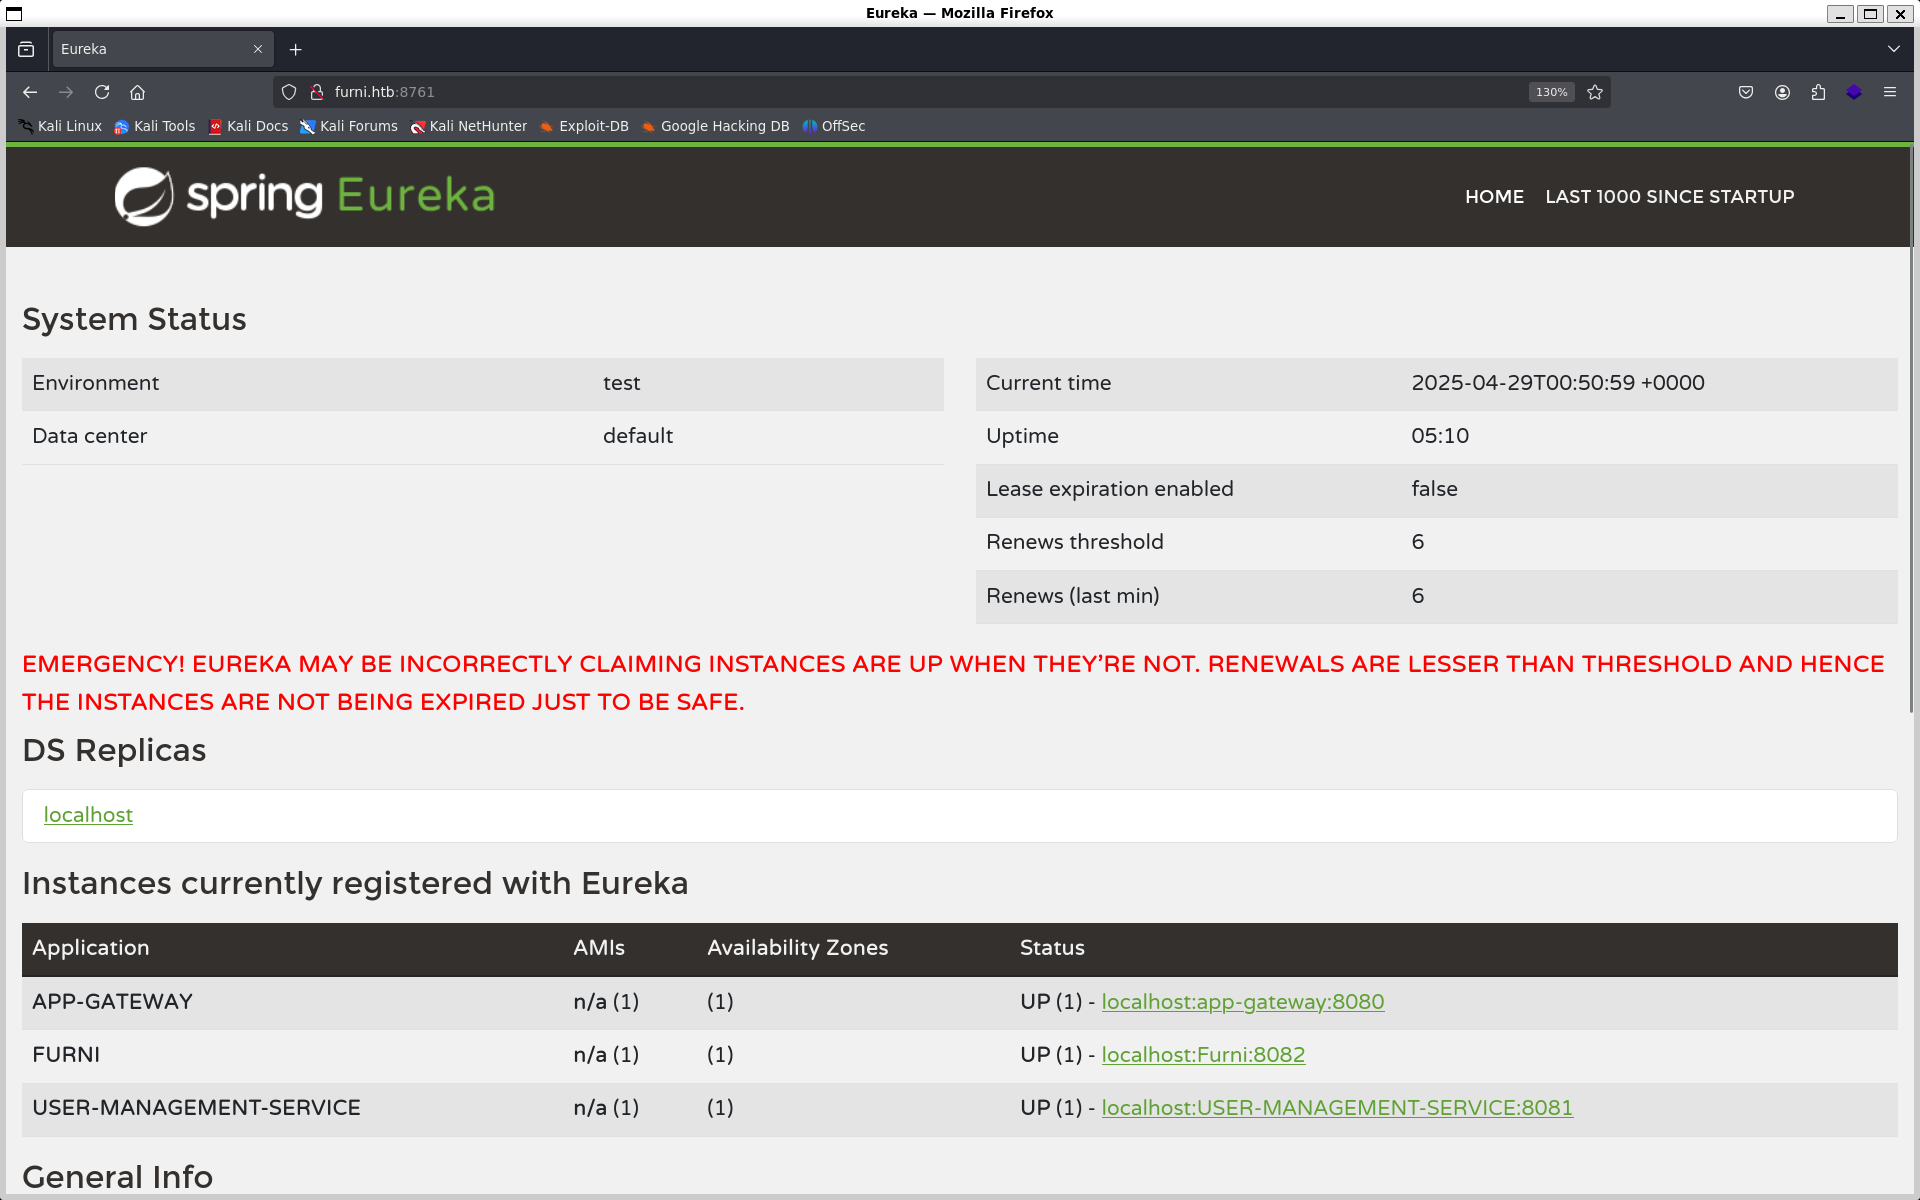 Eureka — Mozilla Firefox
Eureka
furni.htb:8761
130%
Kali Linux Kali Tools Kali Docs Kali Forums Kali NetHunter Exploit-DB Google Hacking DB OffSec
spring Eureka
HOME LAST 1000 SINCE STARTUP
System Status
Environment test
Data center default
Current time 2025-04-29T00:50:59 +0000
Uptime 05:10
Lease expiration enabled false
Renews threshold 6
Renews (last min) 6
EMERGENCY! EUREKA MAY BE INCORRECTLY CLAIMING INSTANCES ARE UP WHEN THEY’RE NOT. RENEWALS ARE LESSER THAN THRESHOLD AND HENCE
THE INSTANCES ARE NOT BEING EXPIRED JUST TO BE SAFE.
DS Replicas
localhost
Instances currently registered with Eureka
Application AMIs Availability Zones Status
APP-GATEWAY n/a (1) (1) UP (1) - localhost:app-gateway:8080
FURNI n/a (1) (1) UP (1) - localhost:Furni:8082
USER-MANAGEMENT-SERVICE n/a (1) (1) UP (1) - localhost:USER-MANAGEMENT-SERVICE:8081
General Info